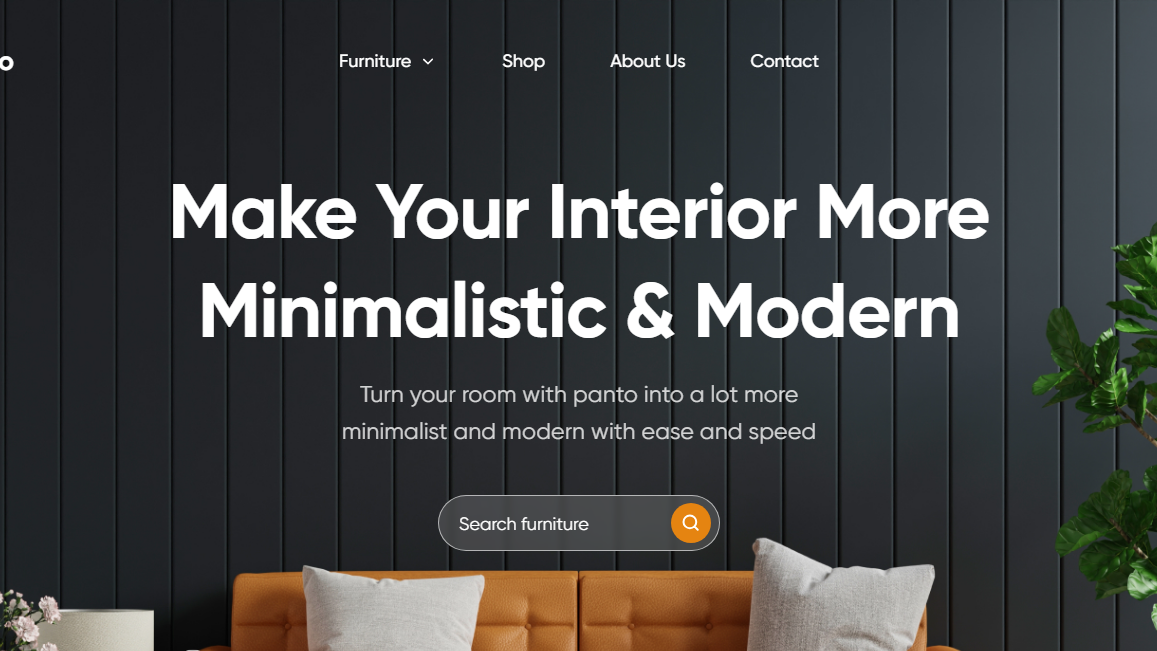 Furniture Shop About Us Contact
Make Your Interior More
Minimalistic & Modern
Turn your room with panto into a lot more
minimalist and modern with ease and speed
Search furniture